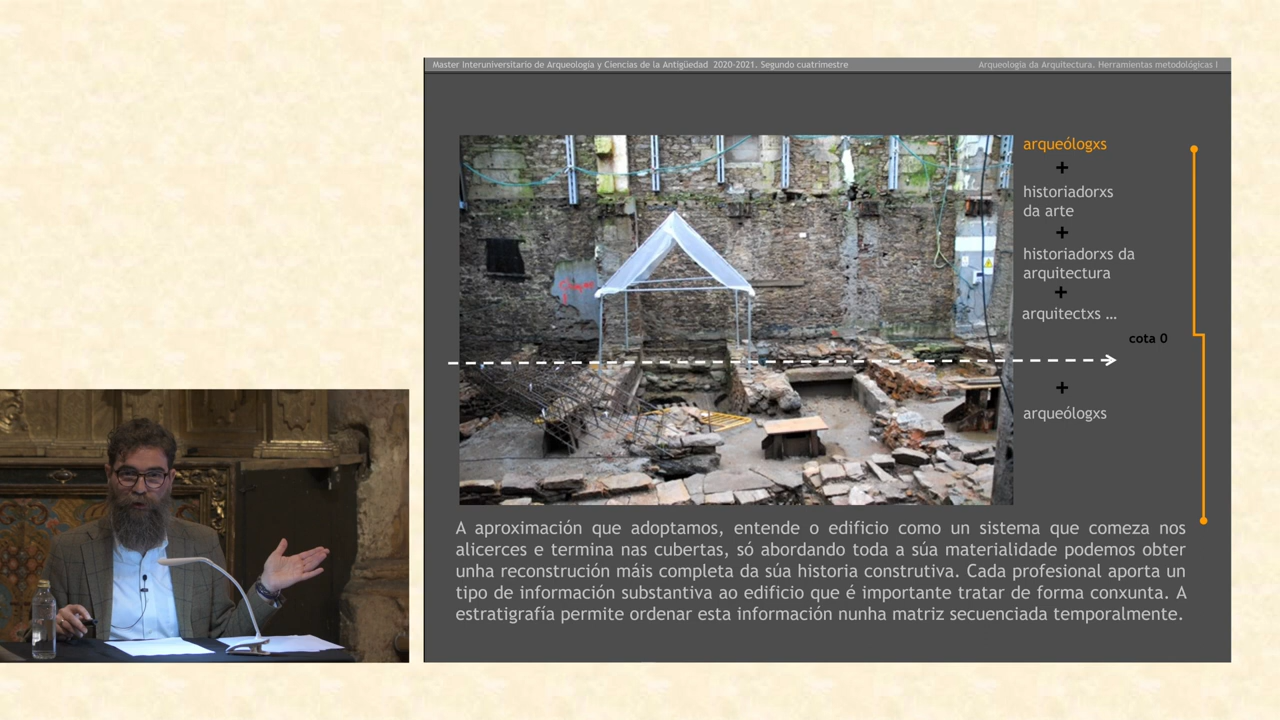 Master Interuniversitario de Arqueología y Ciencias de la Antigüedad 2020-2021. Segundo cuatrimestre
Arqueología da Arquitectura. Herramientas metodológicas I
arqueólogxs
+
historiadorxs
da arte
+
historiadorxs da
arquitectura
+
arquitectxs ...
cota 0
+
arqueólogxs
A aproximación que adoptamos, entende o edificio como un sistema que comeza nos
alicerces e termina nas cubertas, só abordando toda a súa materialidade podemos obter
unha reconstrución máis completa da súa historia construtiva. Cada profesional aporta un
tipo de información substantiva ao edificio que é importante tratar de forma conxunta. A
estratigrafía permite ordenar esta información nunha matriz secuenciada temporalmente.